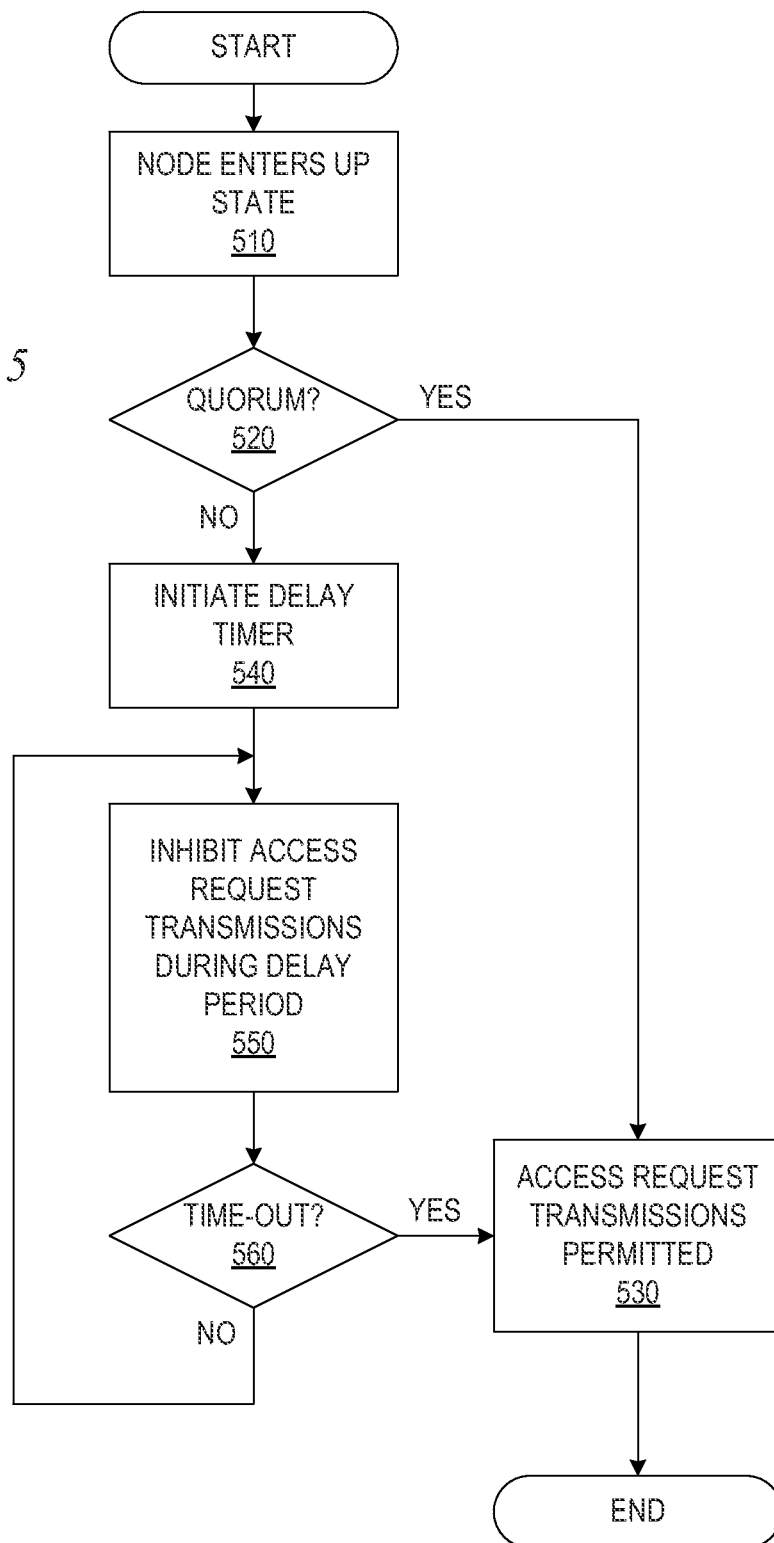 START
NODE ENTERS UP
STATE
510
5
QUORUM?
520
YES
NO
INITIATE DELAY
TIMER
540
INHIBIT ACCESS
REQUEST
TRANSMISSIONS
DURING DELAY
PERIOD
550
TIME-OUT?
560
YES
NO
ACCESS REQUEST
TRANSMISSIONS
PERMITTED
530
END